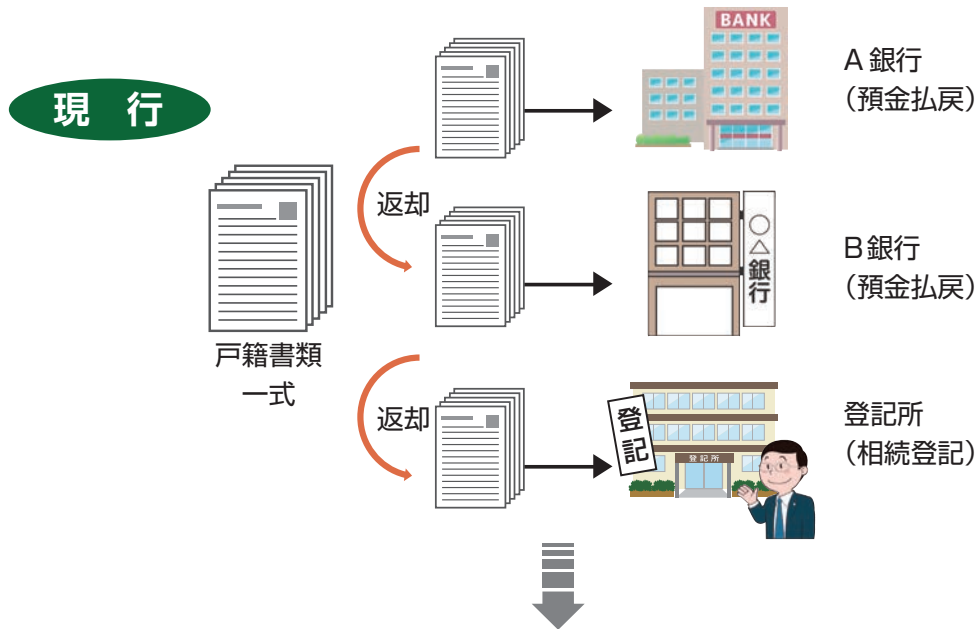 現 行
戸籍書類
一式
返却
返却
BANK
A 銀行
（預金払戻）
○△銀行
B 銀行
（預金払戻）
登記
登記所
登記所
（相続登記）